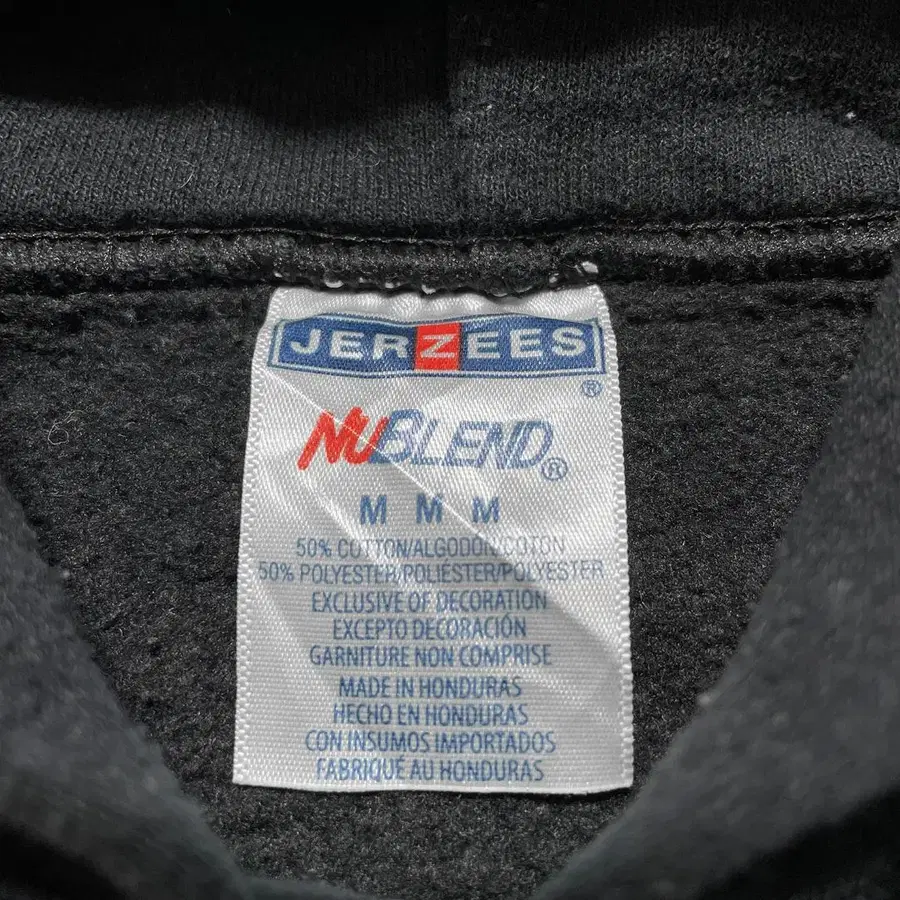 JERZEES
®
NUBLEND®
M M M
50% COTTON/ALGODON/COTON
50% POLYESTER/POLIÉSTER/POLYESTER
EXCLUSIVE OF DECORATION
EXCEPTO DECORACIÓN
GARNITURE NON COMPRISE
MADE IN HONDURAS
HECHO EN HONDURAS
CON INSUMOS IMPORTADOS
FABRIQUÉ AU HONDURAS